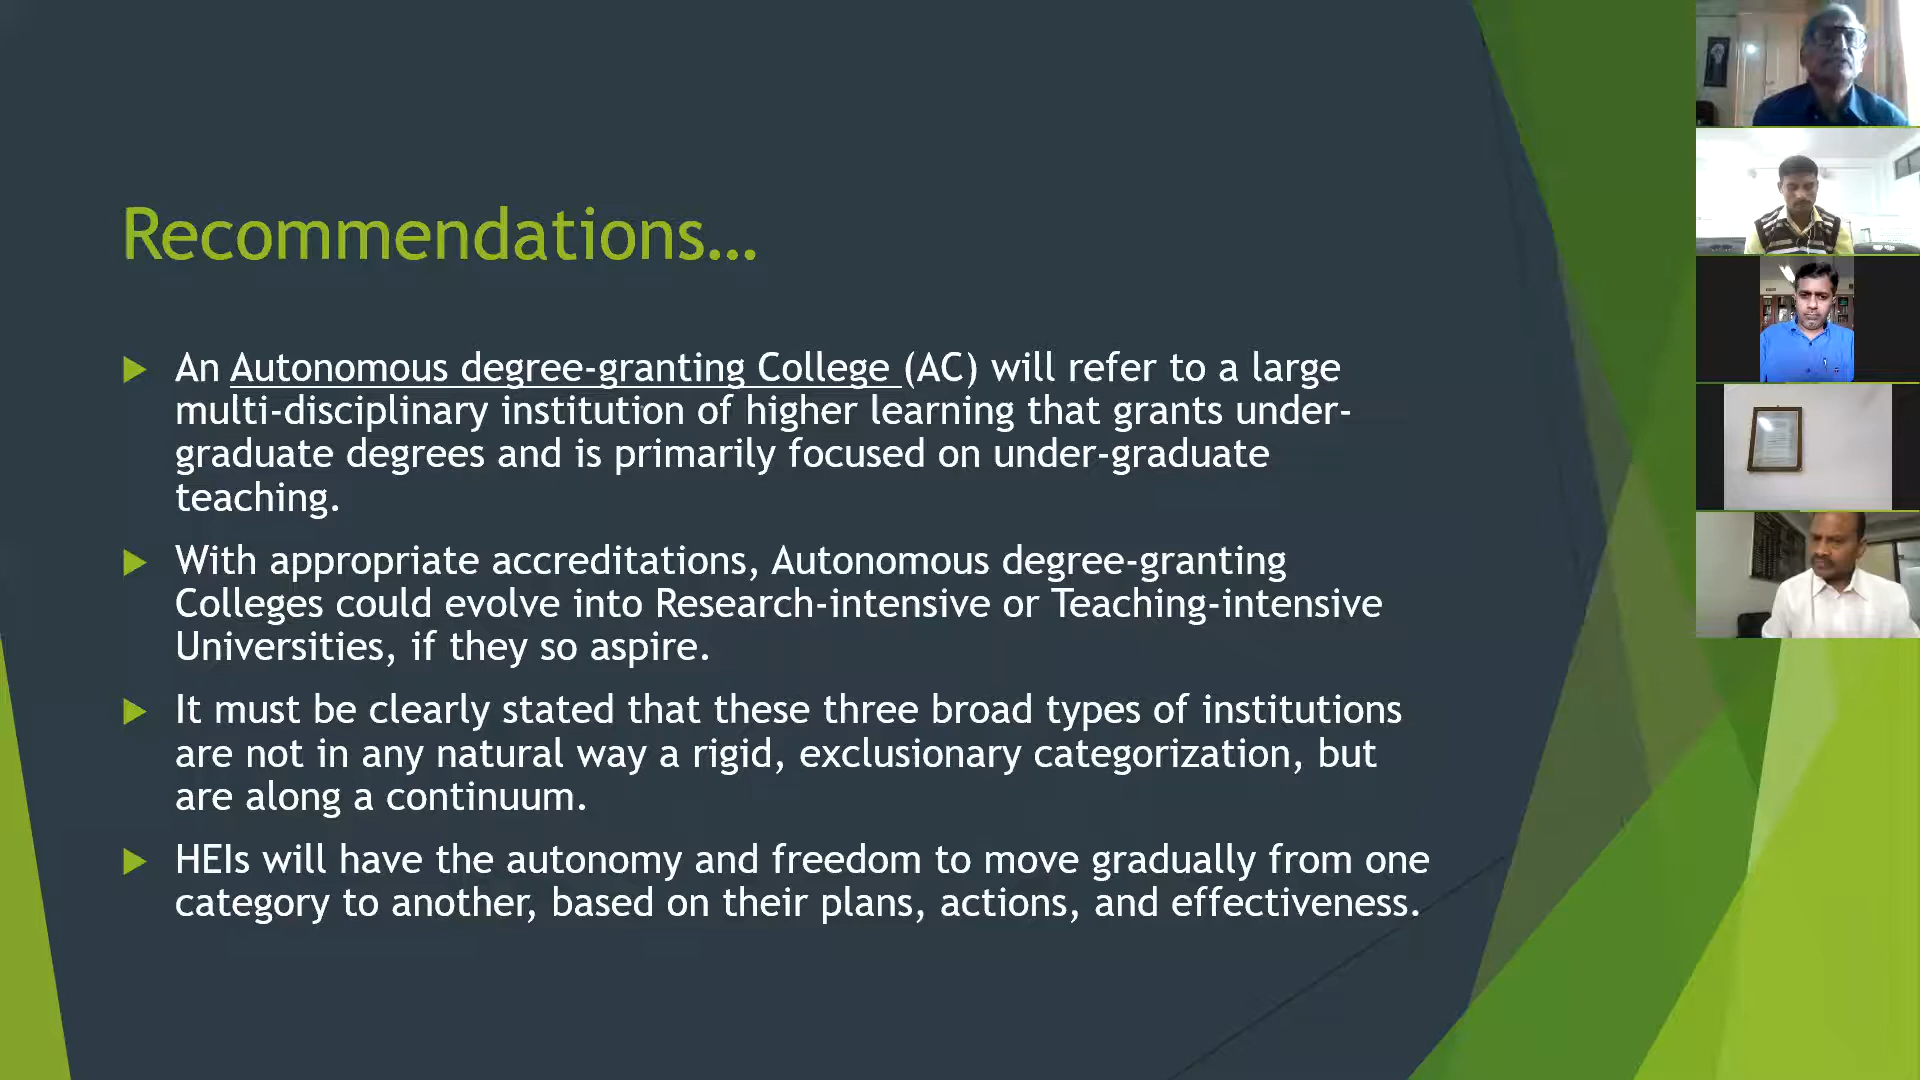 Recommendations…
An Autonomous degree-granting College (AC) will refer to a large
multi-disciplinary institution of higher learning that grants under-
graduate degrees and is primarily focused on under-graduate
teaching.
With appropriate accreditations, Autonomous degree-granting
Colleges could evolve into Research-intensive or Teaching-intensive
Universities, if they so aspire.
It must be clearly stated that these three broad types of institutions
are not in any natural way a rigid, exclusionary categorization, but
are along a continuum.
HEIs will have the autonomy and freedom to move gradually from one
category to another, based on their plans, actions, and effectiveness.